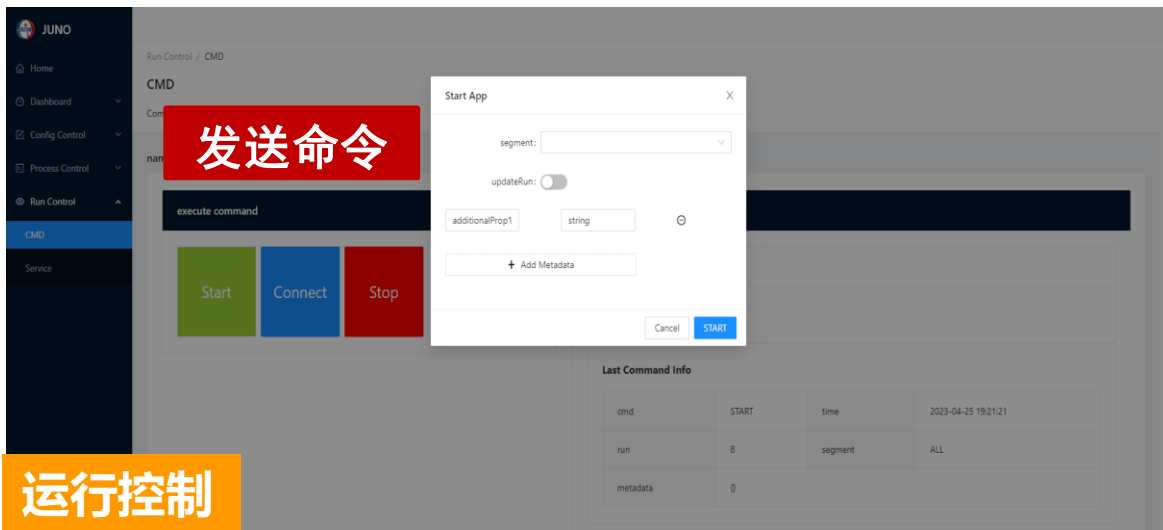 JUNO
Home
Dashboard
Config Control
Process Control
Run Control
CMD
Service
Run Control / CMD
CMD
发送命令
execute command
Start Connect Stop
Start App
segment:
updateRun:
additionalProp1 string
+ Add Metadata
Cancel START
Last Command Info
cmd START time 2023-04-25 19:21:21
run 8 segment ALL
metadata {}
运行控制